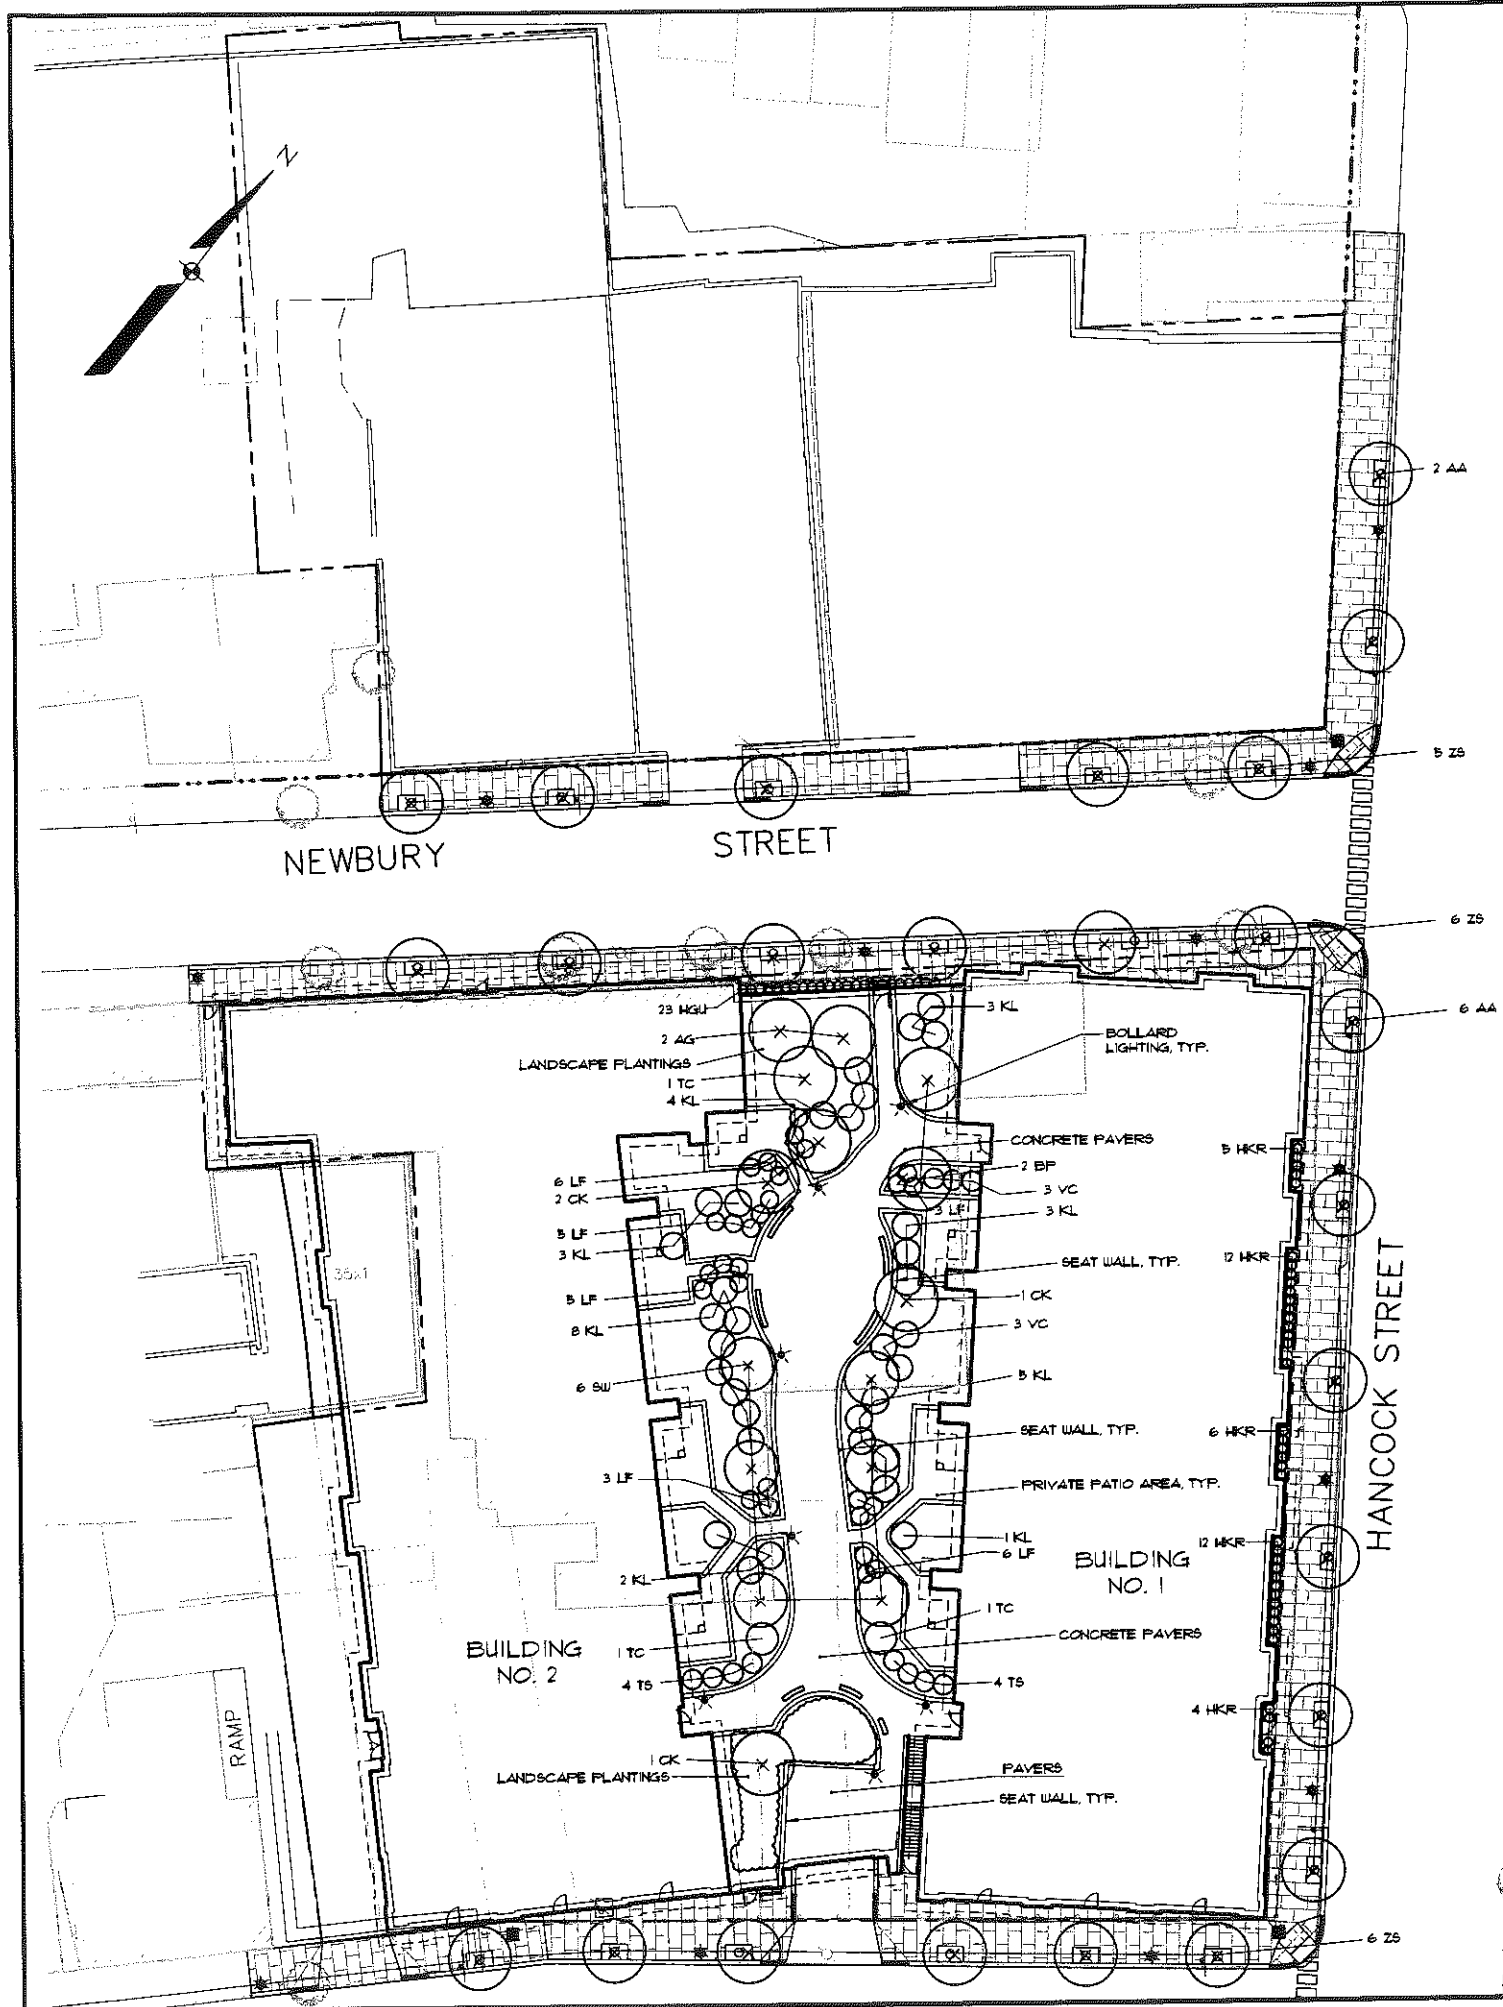 N
2 AA
5 ZS
NEWBURY STREET
6 ZS
6 AA
23 HGU
3 KL
2 AG
BOLLARD
LIGHTING, TYP.
LANDSCAPE PLANTINGS
1 TC
4 KL
CONCRETE PAVERS
5 HKR
2 BP
6 LF
3 VC
2 CK
3 LF
3 KL
5 LF
3 KL
12 HKR
SEAT WALL, TYP.
36x1
5 LF
1 CK
8 KL
3 VC
HANCOCK STREET
6 SW
5 KL
SEAT WALL, TYP.
6 HKR
3 LF
PRIVATE PATIO AREA, TYP.
1 KL
12 HKR
6 LF
BUILDING
NO. 1
2 KL
1 TC
CONCRETE PAVERS
BUILDING
NO. 2
1 TC
4 TS
4 TS
4 HKR
RAMP
1 CK
LANDSCAPE PLANTINGS
PAVERS
SEAT WALL, TYP.
6 ZS